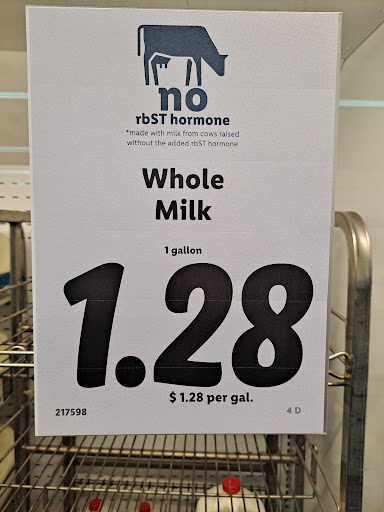 no
rbST hormone
*made with milk from cows raised
without the added rbST hormone
Whole
Milk
1 gallon
1.28
$ 1.28 per gal.
217598
4 D